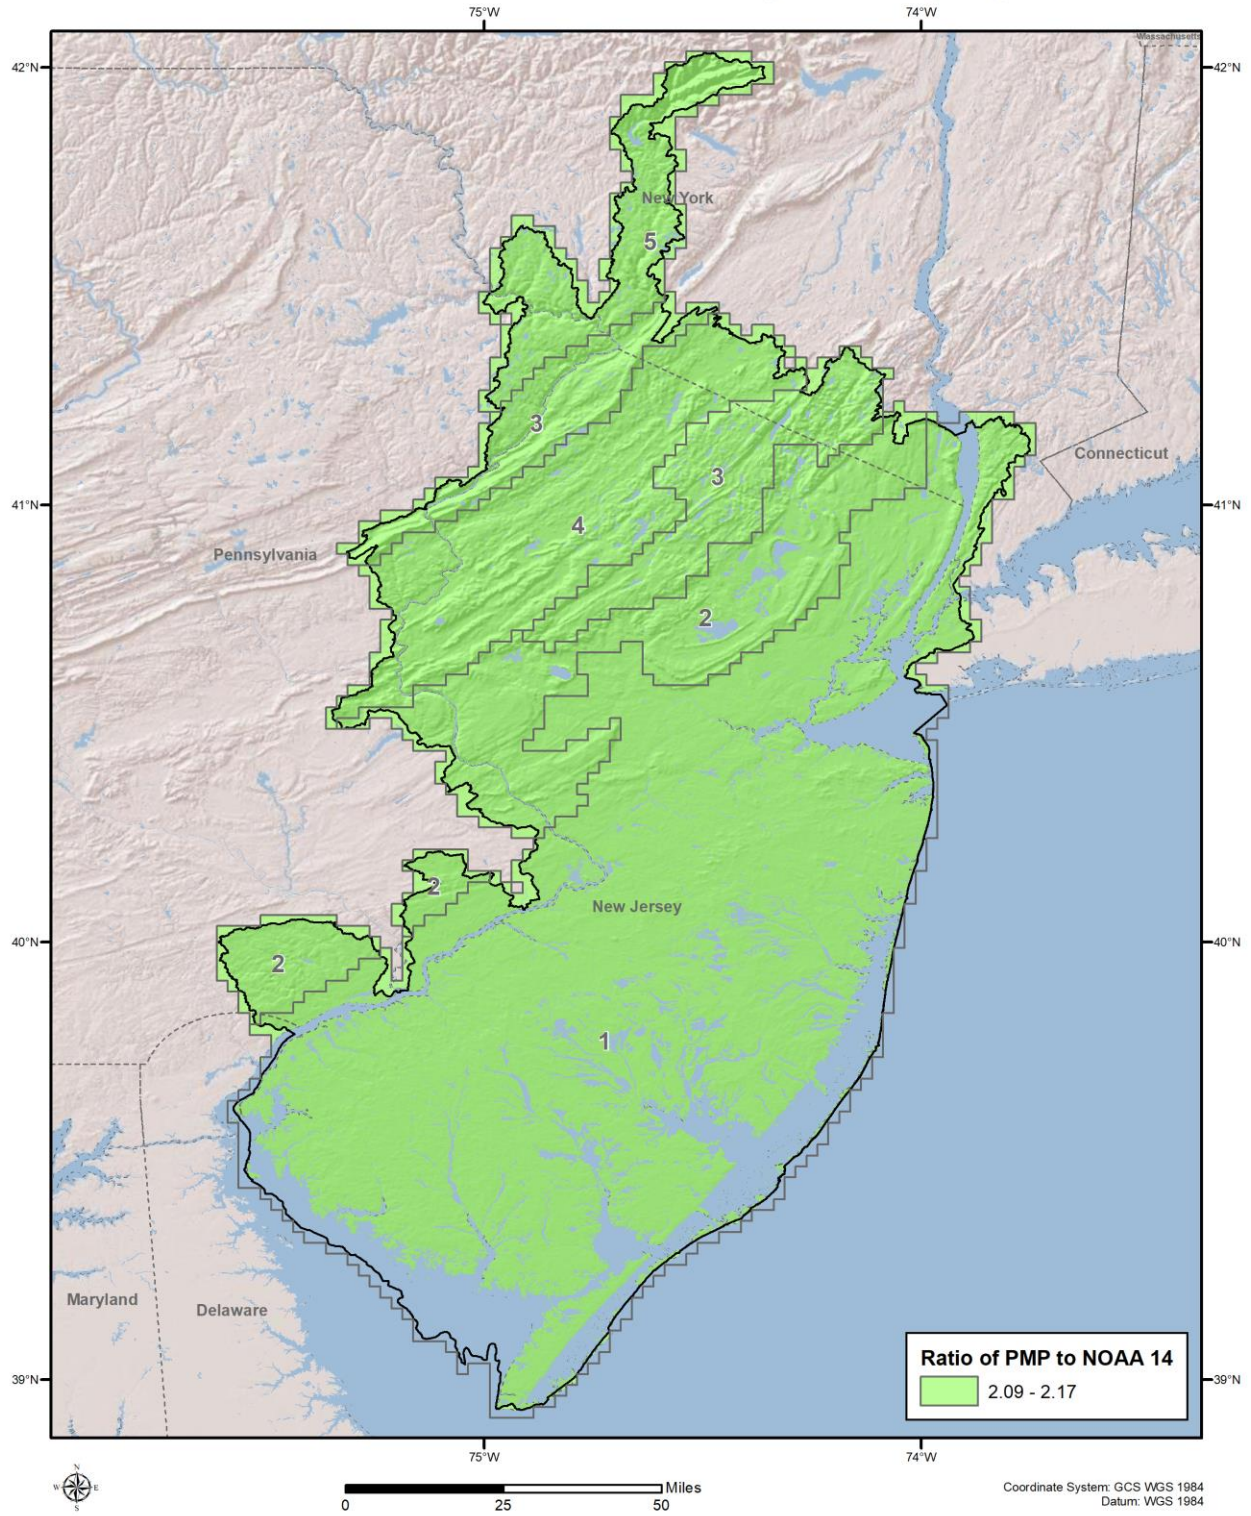 75°W
74°W
Massachusetts
42°N
42°N
New York
5
3
Connecticut
3
41°N
41°N
4
Pennsylvania
2
2
New Jersey
40°N
40°N
2
1
Maryland
Delaware
Ratio of PMP to NOAA 14
39°N
39°N
2.09 - 2.17
75°W
74°W
N
W
E
S
Miles
0
25
50
Coordinate System: GCS WGS 1984
Datum: WGS 1984